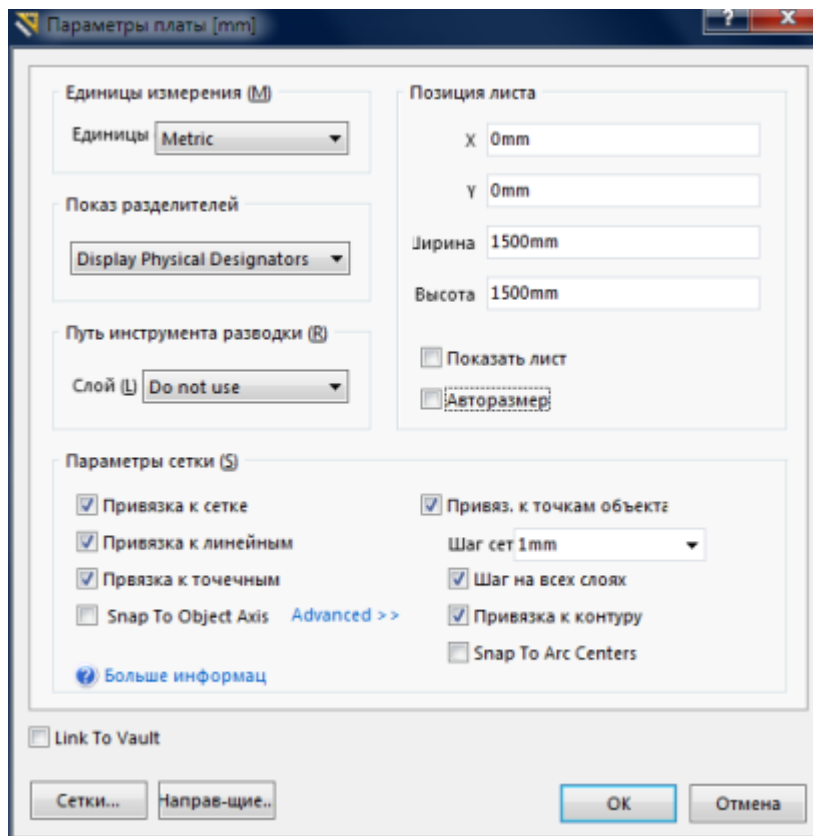 Параметры платы [mm]
?
x
Единицы измерения (M)
Единицы Metric
Показ разделителей
Display Physical Designators
Путь инструмента разводки (R)
Слой (L) Do not use
Позиция листа
X 0mm
Y 0mm
Ширина 1500mm
Высота 1500mm
Показать лист
Авторазмер
Параметры сетки (S)
Привязка к сетке
Привязка к линейным
Првязка к точечным
Snap To Object Axis Advanced >>
? Больше информац
Привяз. к точкам объекта
Шаг сет 1mm
Шаг на всех слоях
Привязка к контуру
Snap To Arc Centers
Link To Vault
Сетки... Направ-щие..
OK Отмена